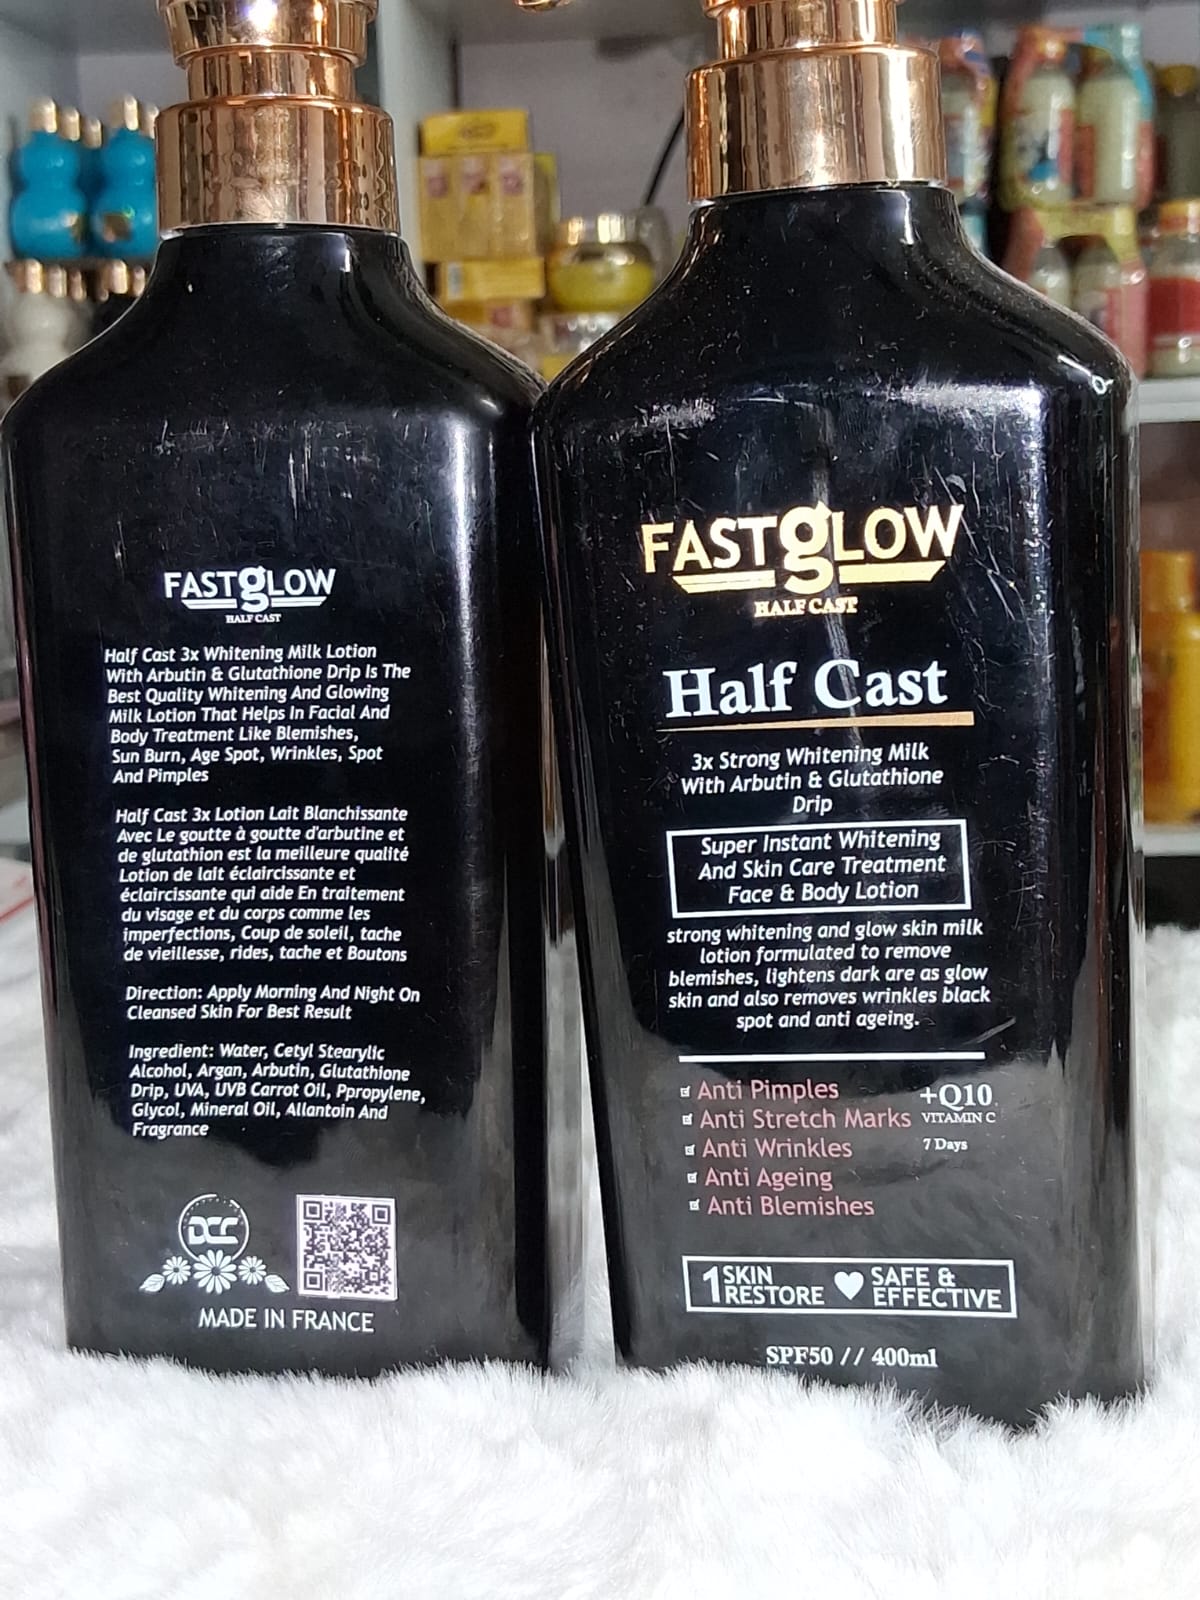 FASTgLOW
HALF CAST
Half Cast 3x Whitening Milk Lotion
With Arbutin & Glutathione Drip Is The
Best Quality Whitening And Glowing
Milk Lotion That Helps In Facial And
Body Treatment Like Blemishes,
Sun Burn, Age Spot, Wrinkles, Spot
And Pimples
Half Cast 3x Lotion Lait Blanchissante
Avec Le goutte à goutte d'arbutine et
de glutathion est la meilleure qualité
Lotion de lait éclaircissante et
éclaircissante qui aide En traitement
du visage et du corps comme les
imperfections, Coup de soleil, tache
de vieillesse, rides, tache et Boutons
Direction: Apply Morning And Night On
Cleansed Skin For Best Result
Ingredient: Water, Cetyl Stearylic
Alcohol, Argan, Arbutin, Glutathione
Drip, UVA, UVB Carrot Oil, Ppropylene,
Glycol, Mineral Oil, Allantoin And
Fragrance
DCC
MADE IN FRANCE
FASTgLOW
HALF CAST
Half Cast
3x Strong Whitening Milk
With Arbutin & Glutathione
Drip
Super Instant Whitening
And Skin Care Treatment
Face & Body Lotion
strong whitening and glow skin milk
lotion formulated to remove
blemishes, lightens dark are as glow
skin and also removes wrinkles black
spot and anti ageing.
Anti Pimples
Anti Stretch Marks
Anti Wrinkles
Anti Ageing
Anti Blemishes
+Q10
VITAMIN C
7 Days
1 SKIN RESTORE
SAFE & EFFECTIVE
SPF50 // 400ml